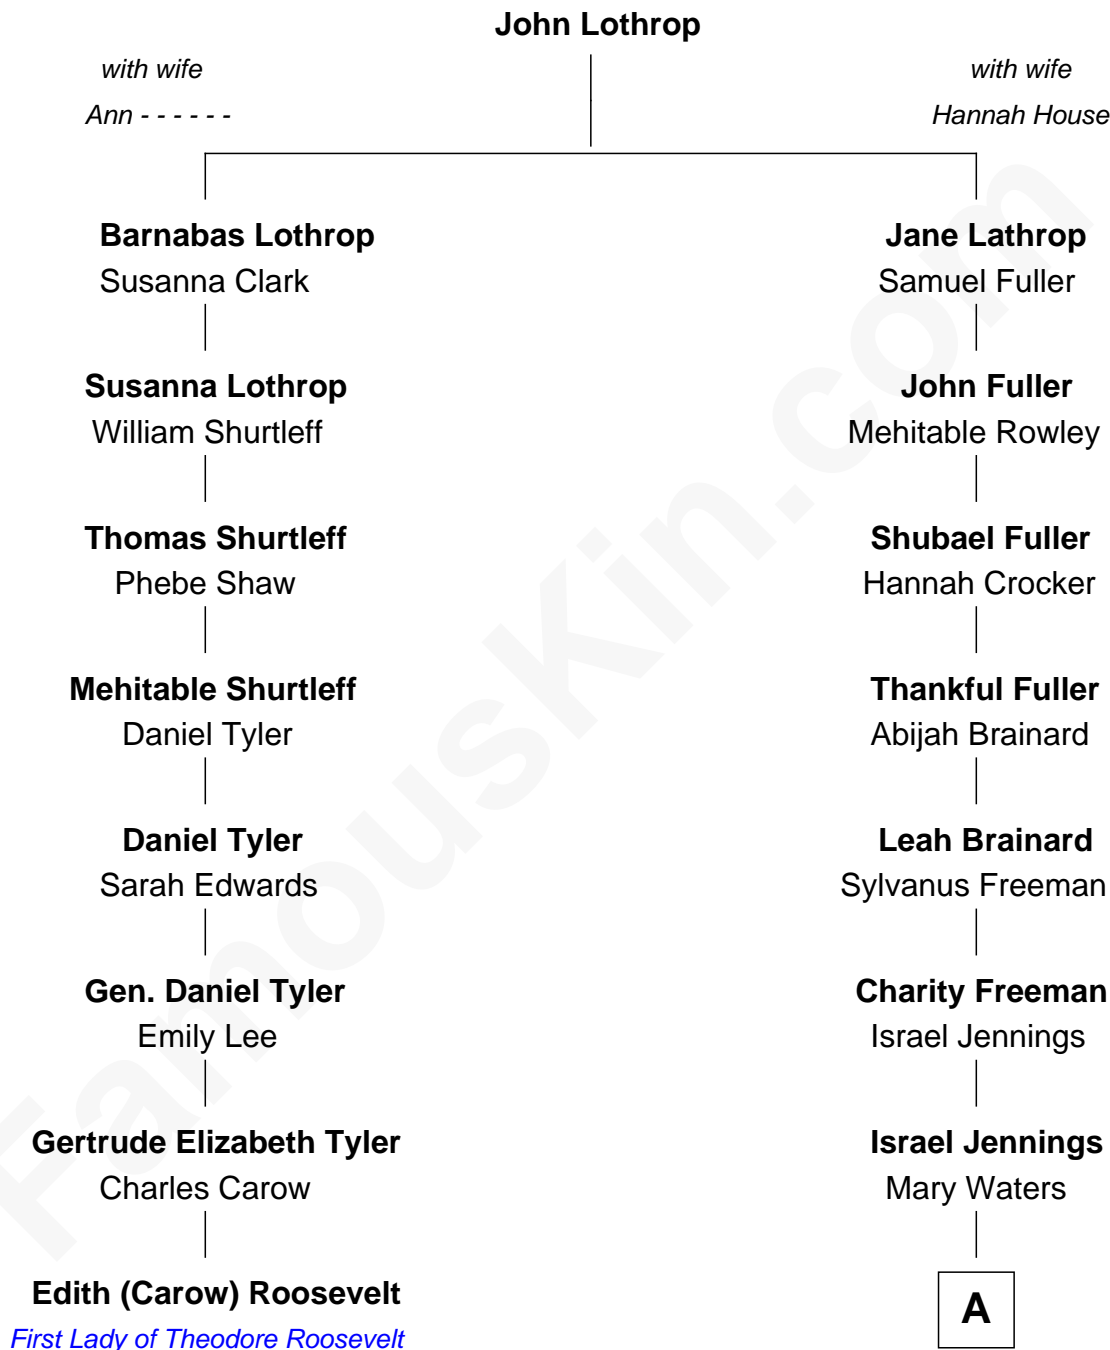 John Lothrop
with wife
Ann - - - - - -
with wife
Hannah House
Barnabas Lothrop
Susanna Clark
Jane Lathrop
Samuel Fuller
Susanna Lothrop
William Shurtleff
John Fuller
Mehitable Rowley
Thomas Shurtleff
Phebe Shaw
Shubael Fuller
Hannah Crocker
Mehitable Shurtleff
Daniel Tyler
Thankful Fuller
Abijah Brainard
Daniel Tyler
Sarah Edwards
Leah Brainard
Sylvanus Freeman
Gen. Daniel Tyler
Emily Lee
Charity Freeman
Israel Jennings
Gertrude Elizabeth Tyler
Charles Carow
Israel Jennings
Mary Waters
Edith (Carow) Roosevelt
First Lady of Theodore Roosevelt
A
FamousKin.com